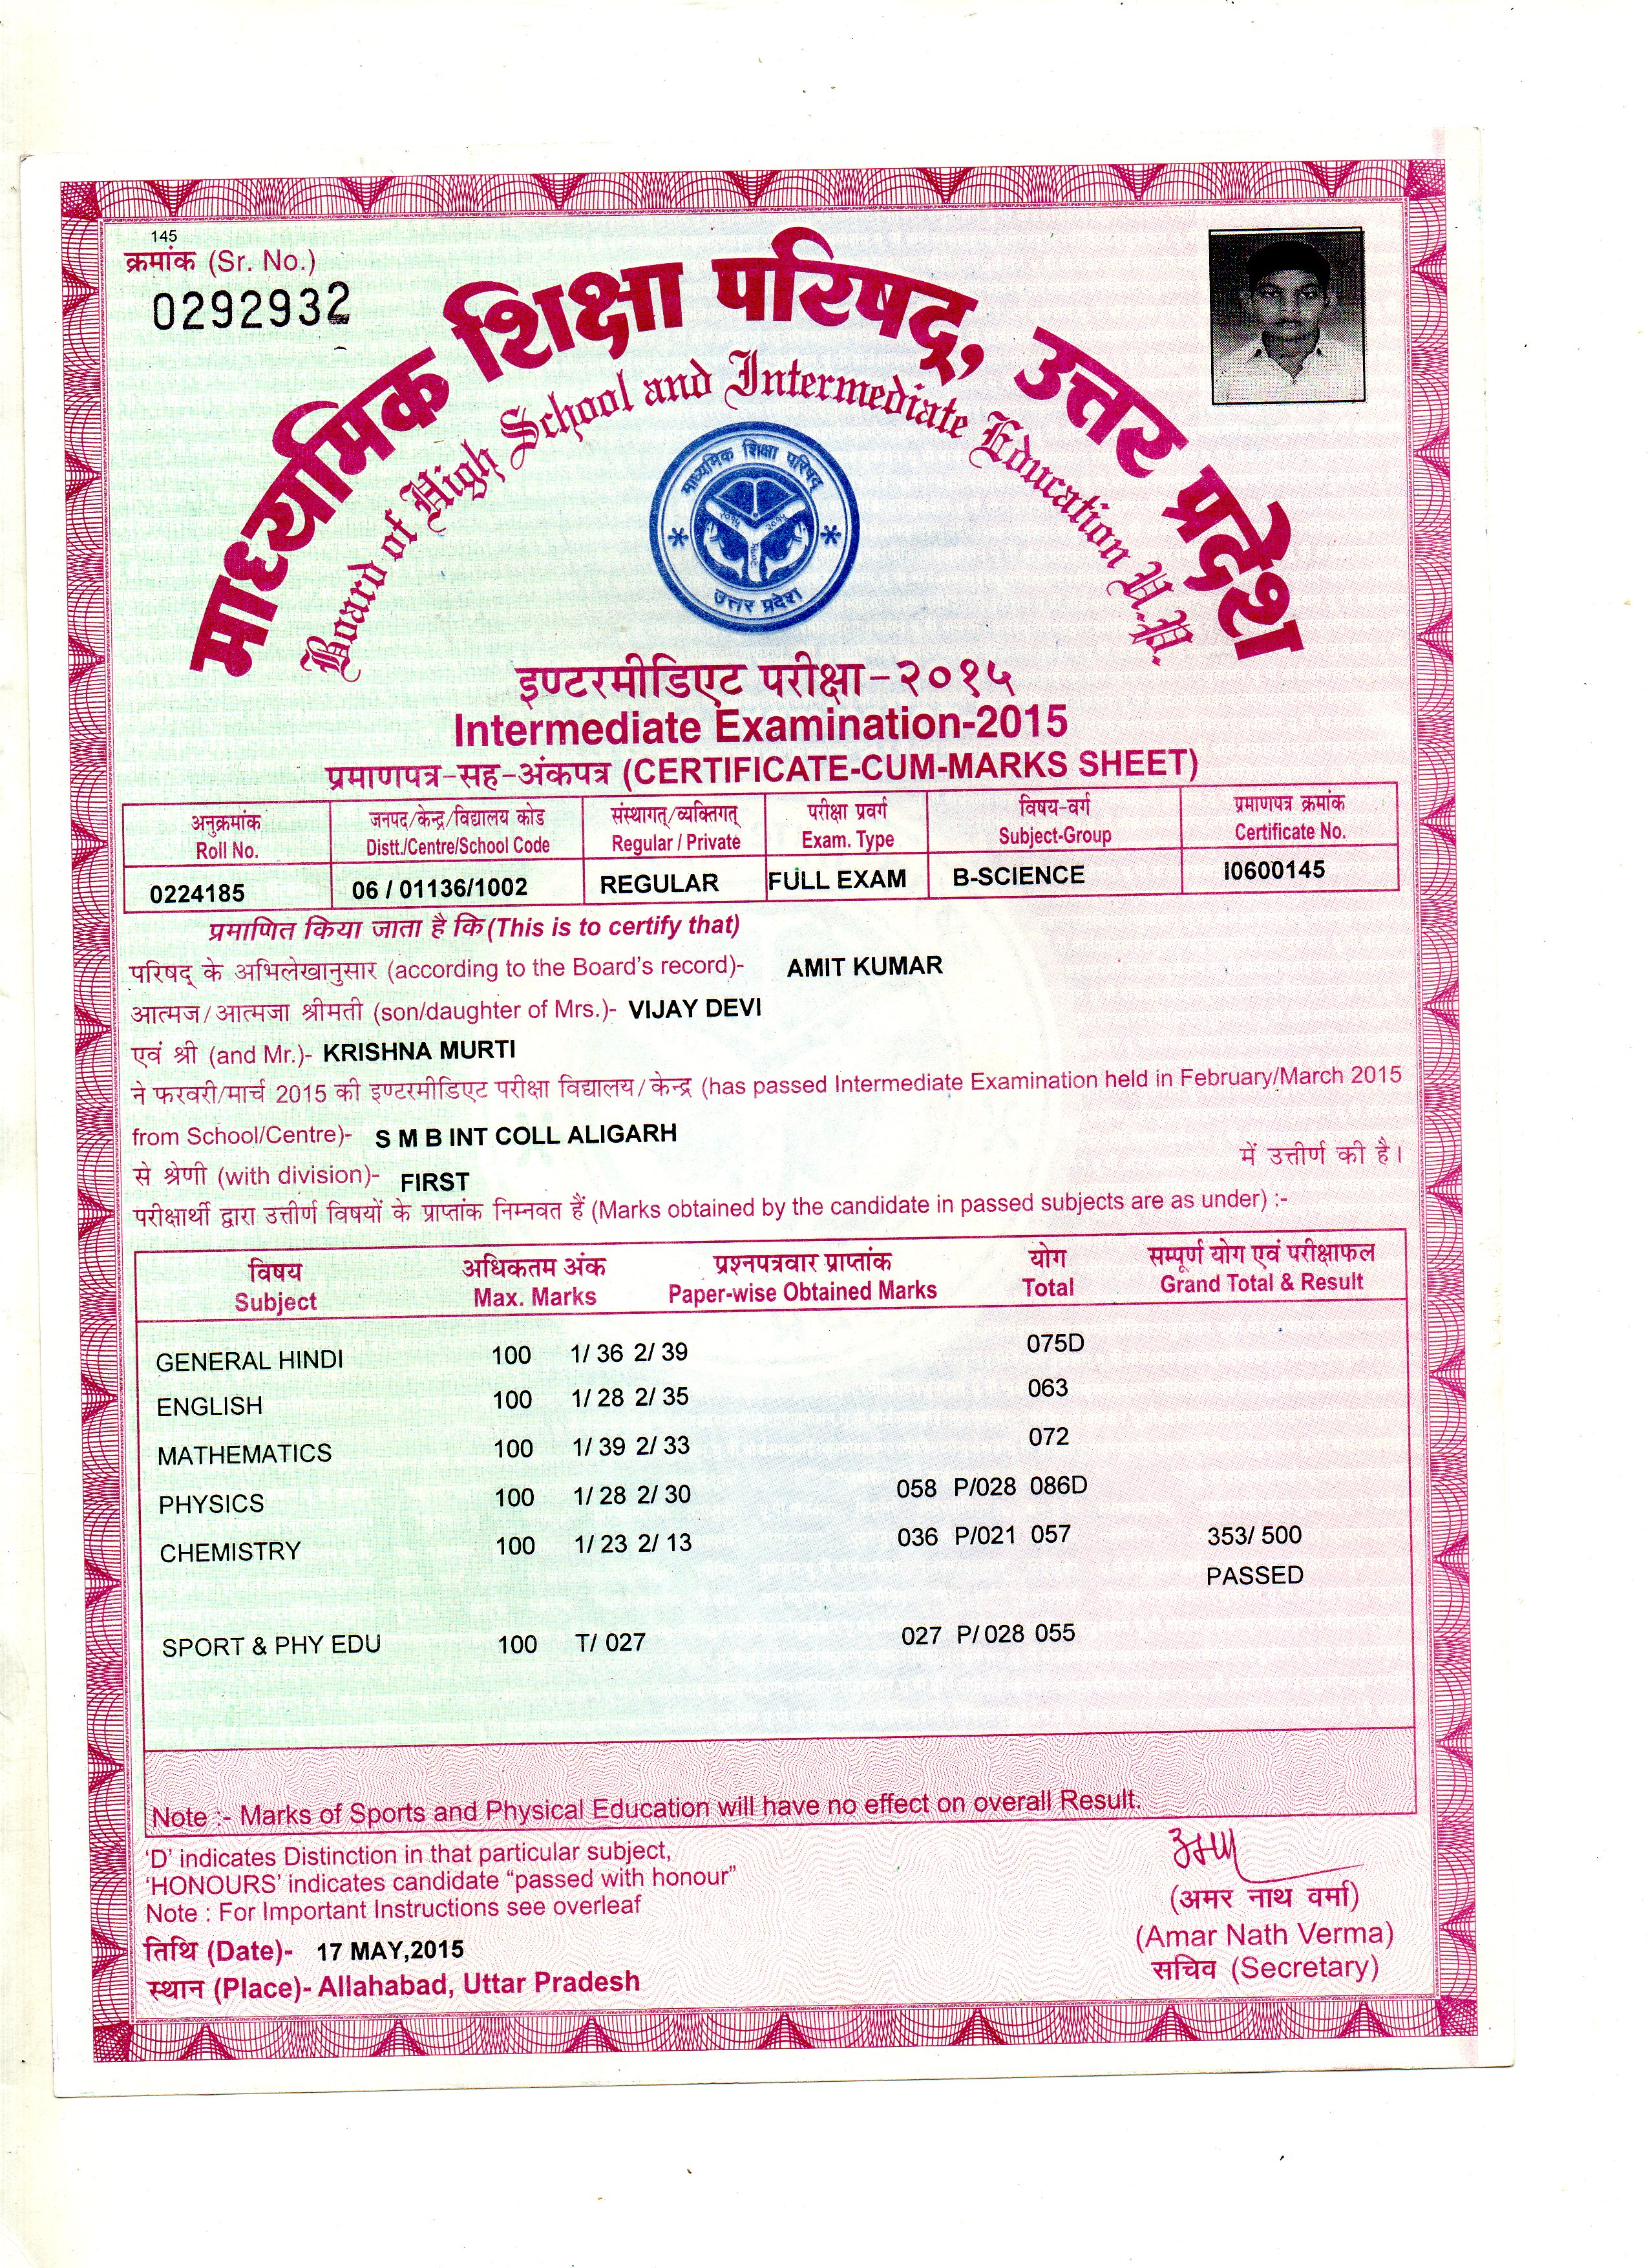 145
क्रमांक (Sr. No.)
0292932
माध्यमिक शिक्षा परिषद्, उत्तर प्रदेश
Board of High School and Intermediate Education U.P.
माध्यमिक शिक्षा परिषद्
२०१५ २०१५
२०१५
उत्तर प्रदेश
इण्टरमीडिएट परीक्षा-२०१५
Intermediate Examination-2015
प्रमाणपत्र-सह-अंकपत्र (CERTIFICATE-CUM-MARKS SHEET)
अनुक्रमांक जनपद/केन्द्र/विद्यालय कोड संस्थागत्/व्यक्तिगत् परीक्षा प्रवर्ग विषय-वर्ग प्रमाणपत्र क्रमांक
Roll No. Distt./Centre/School Code Regular / Private Exam. Type Subject-Group Certificate No.
0224185 06 / 01136/1002 REGULAR FULL EXAM B-SCIENCE I0600145
प्रमाणित किया जाता है कि (This is to certify that)
परिषद् के अभिलेखानुसार (according to the Board's record)- AMIT KUMAR
आत्मज/आत्मजा श्रीमती (son/daughter of Mrs.)- VIJAY DEVI
एवं श्री (and Mr.)- KRISHNA MURTI
ने फरवरी/मार्च 2015 की इण्टरमीडिएट परीक्षा विद्यालय/केन्द्र (has passed Intermediate Examination held in February/March 2015
from School/Centre)- S M B INT COLL ALIGARH
में उत्तीर्ण की है।
से श्रेणी (with division)- FIRST
परीक्षार्थी द्वारा उत्तीर्ण विषयों के प्राप्तांक निम्नवत हैं (Marks obtained by the candidate in passed subjects are as under) :-
विषय अधिकतम अंक प्रश्नपत्रवार प्राप्तांक योग सम्पूर्ण योग एवं परीक्षाफल
Subject Max. Marks Paper-wise Obtained Marks Total Grand Total & Result
GENERAL HINDI 100 1/ 36 2/ 39 075D
ENGLISH 100 1/ 28 2/ 35 063
MATHEMATICS 100 1/ 39 2/ 33 072
PHYSICS 100 1/ 28 2/ 30 058 P/028 086D
CHEMISTRY 100 1/ 23 2/ 13 036 P/021 057 353/ 500
PASSED
SPORT & PHY EDU 100 T/ 027 027 P/ 028 055
Note :- Marks of Sports and Physical Education will have no effect on overall Result.
'D' indicates Distinction in that particular subject,
'HONOURS' indicates candidate "passed with honour"
Note : For Important Instructions see overleaf
तिथि (Date)- 17 MAY,2015
स्थान (Place)- Allahabad, Uttar Pradesh
(अमर नाथ वर्मा)
(Amar Nath Verma)
सचिव (Secretary)